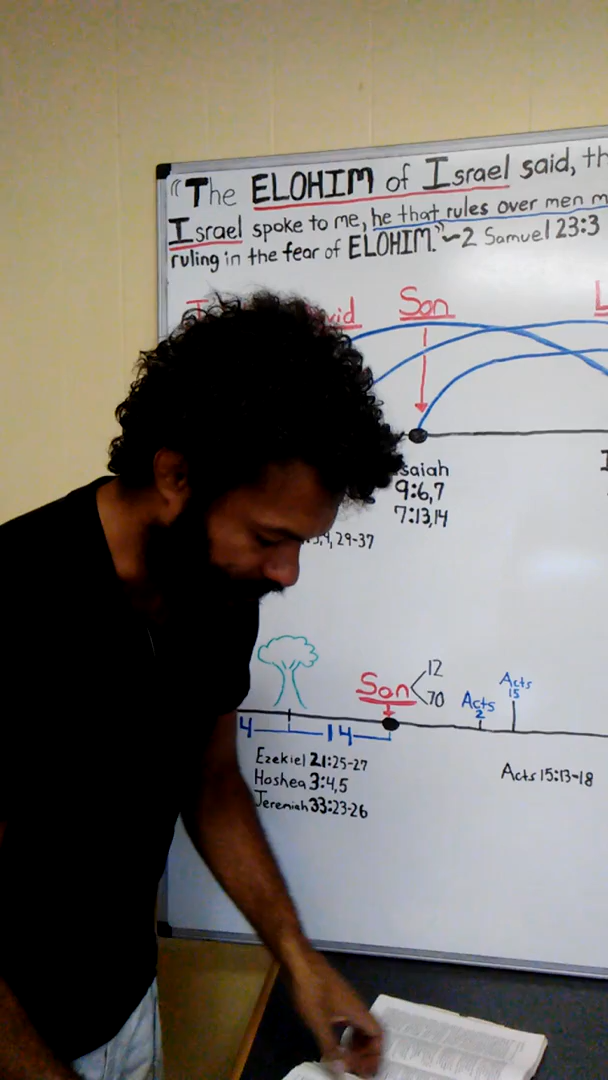 "The ELOHIM of Israel said, th
Israel spoke to me, he that rules over men m
ruling in the fear of ELOHIM."~2 Samuel 23:3
vid Son L
saiah
9:6,7
7:13,14
9, 29-37
Son 12
70
Acts
2
Acts
15
4 14
Ezekiel 21:25-27
Hoshea 3:4,5
Jeremiah 33:23-26
Acts 15:13-18